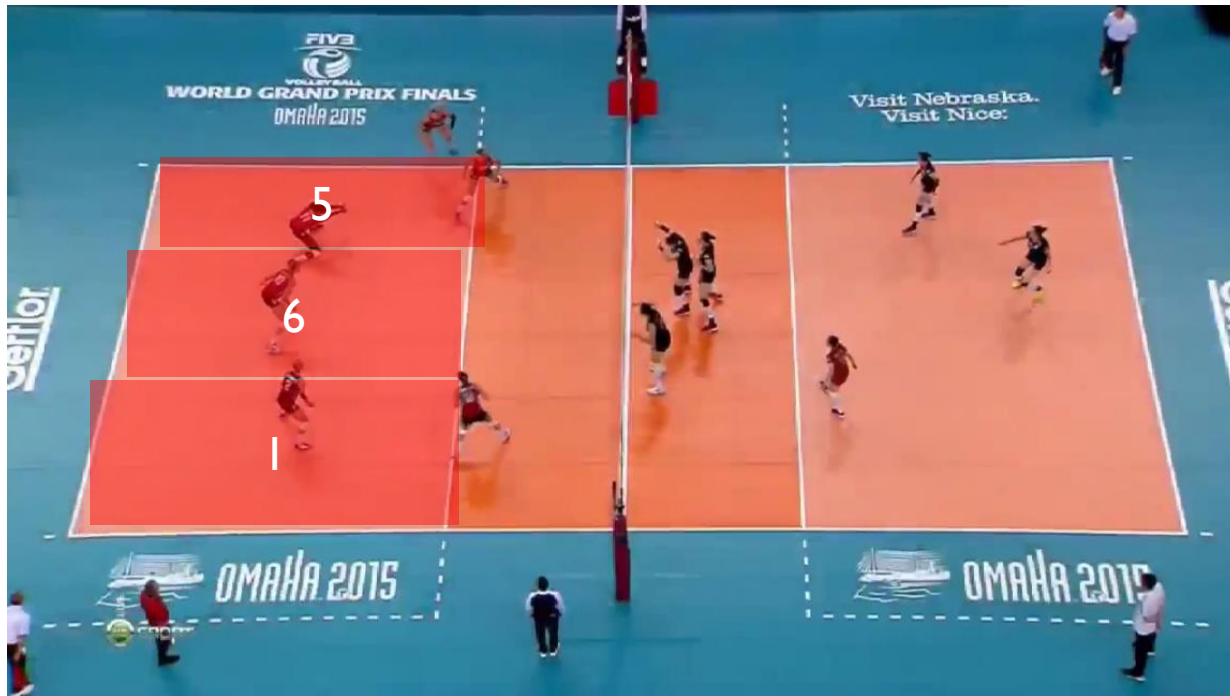 FIVB
VOLLEYBALL
WORLD GRAND PRIX FINALS
OMAHA 2015
Visit Nebraska.
Visit Nice:
5
6
1
OMAHA 2015
OMAHA 2015
SPORT